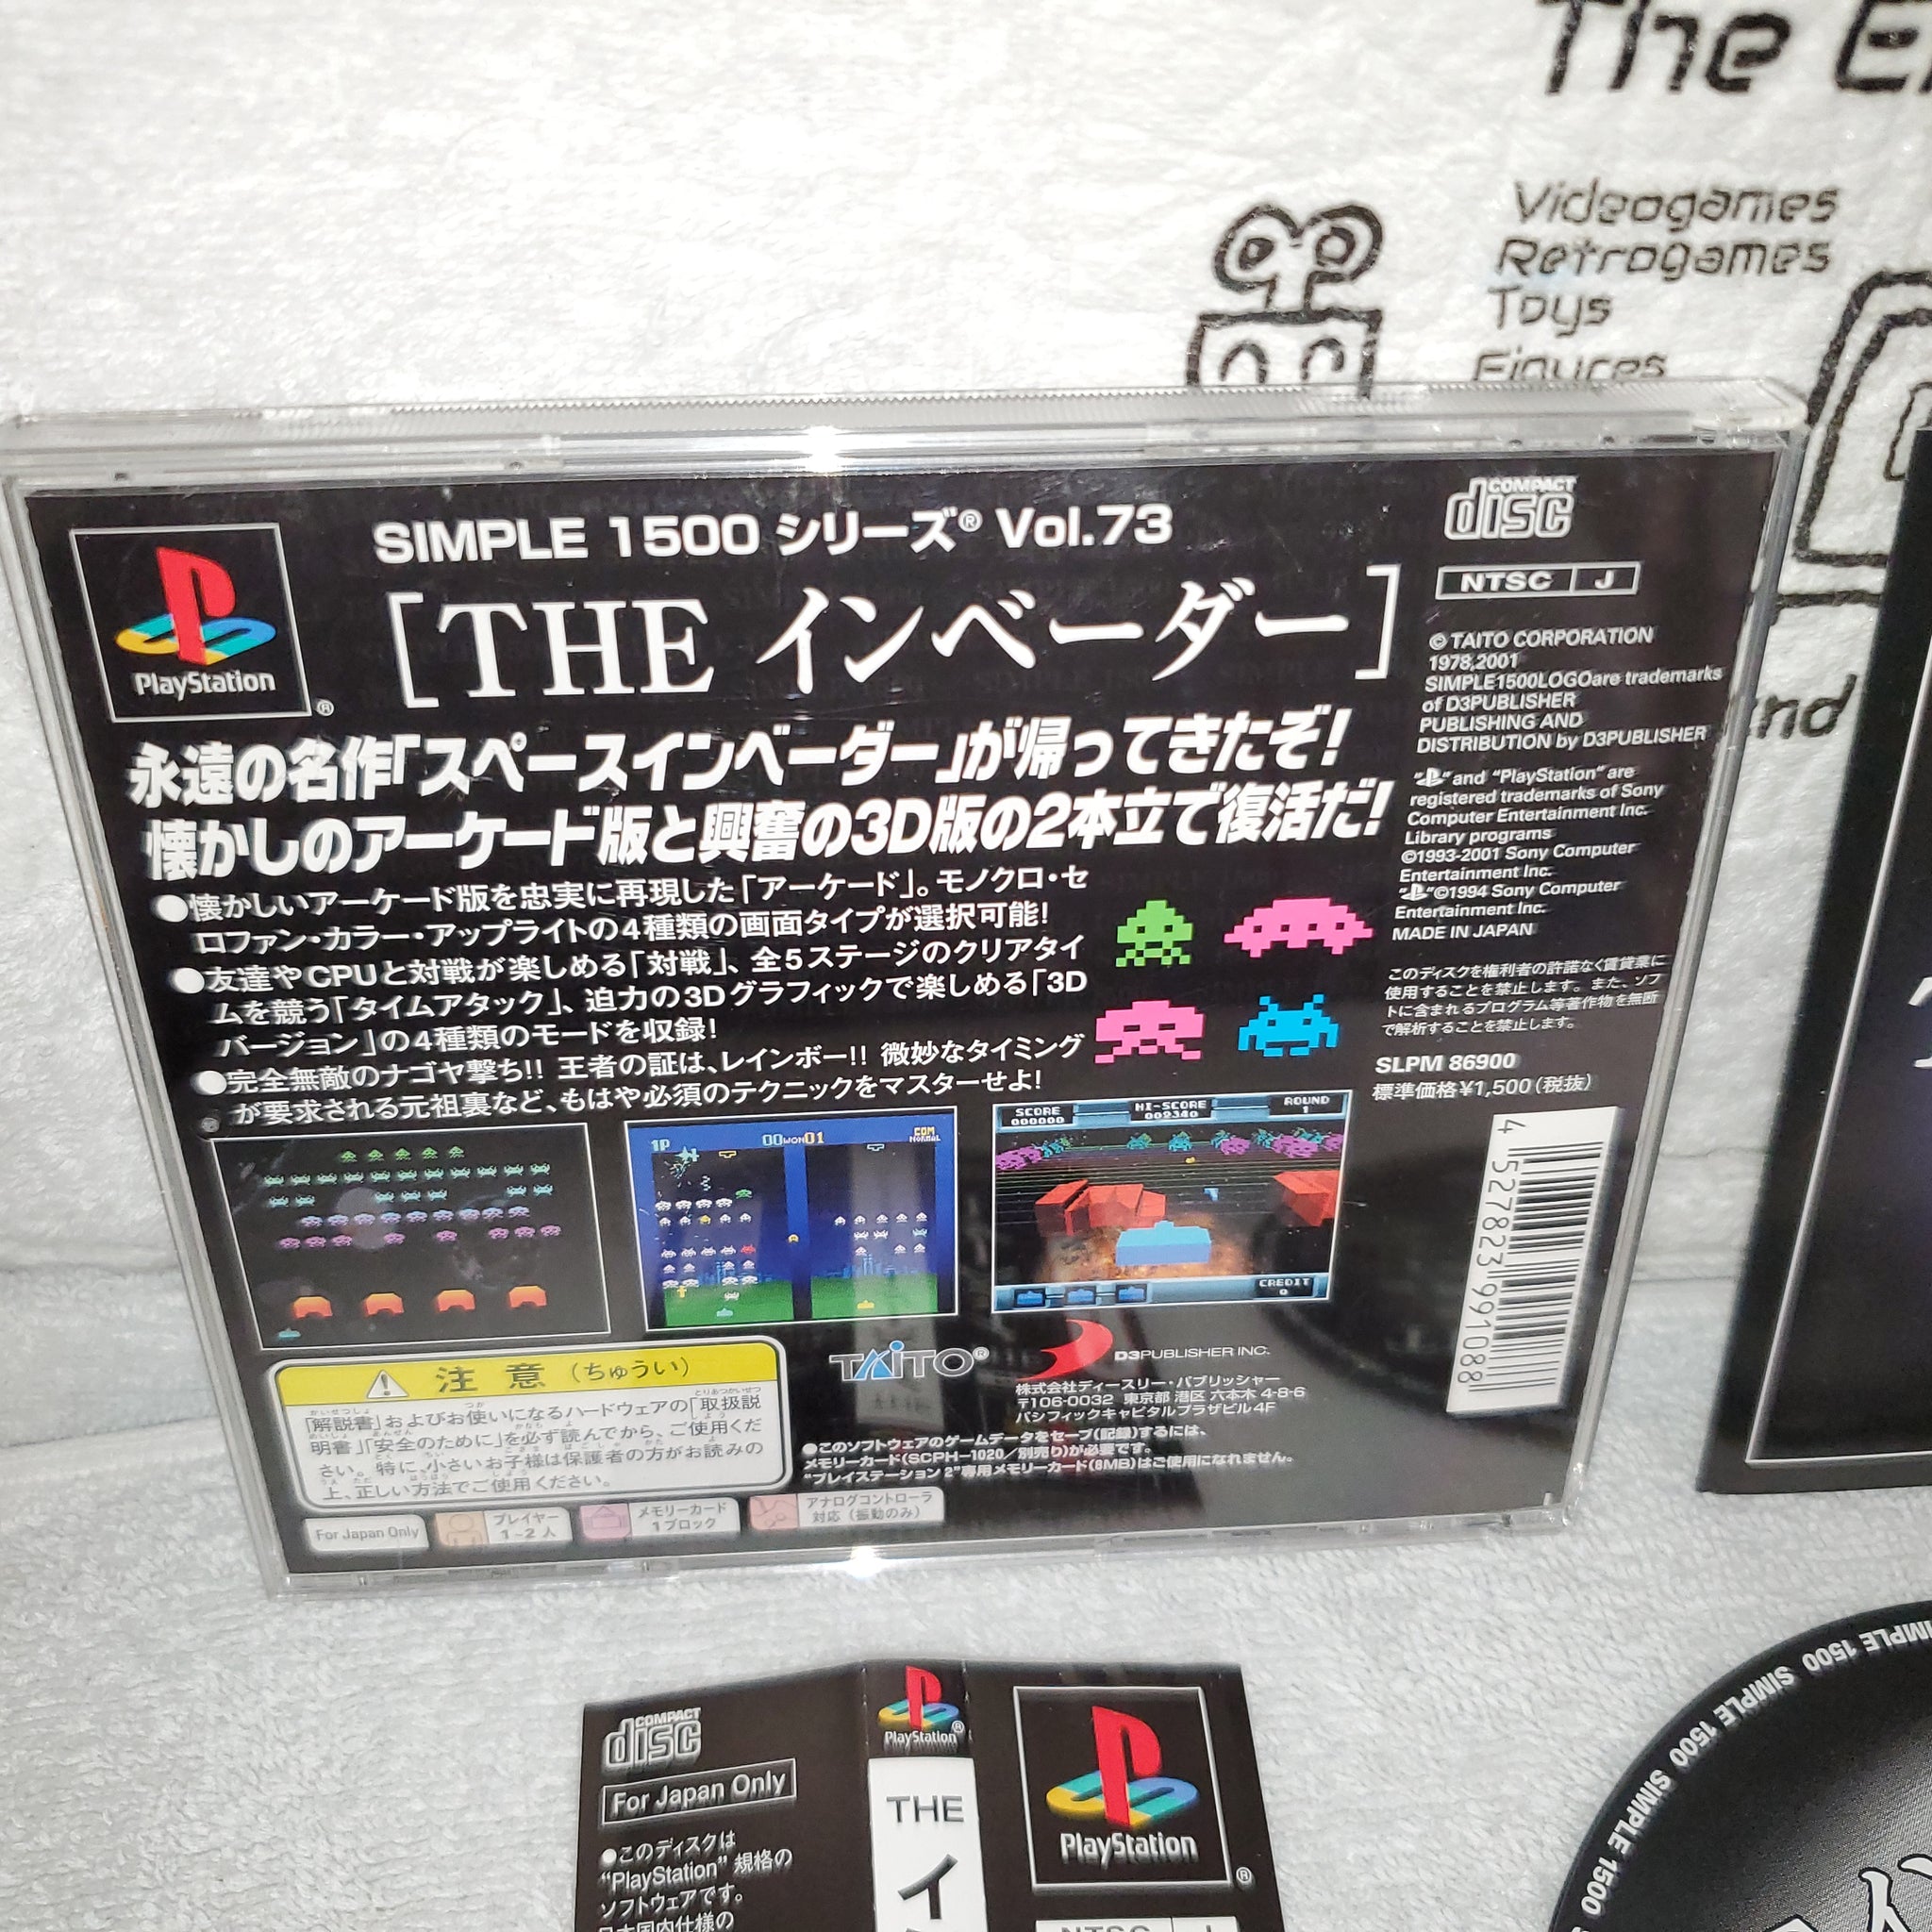 The
Videogames
Retrogames
Toys
Figures
and
SIMPLE 1500 シリーズ® Vol.73
[THE インベーダー]
PlayStation
®
永遠の名作「スペースインベーダー」が帰ってきたぞ!
懐かしのアーケード版と興奮の3D版の2本立で復活だ!
●懐かしいアーケード版を忠実に再現した「アーケード」。モノクロ・セ
ロファン・カラー・アップライトの4種類の画面タイプが選択可能!
●友達やCPUと対戦が楽しめる「対戦」、全5ステージのクリアタイ
ムを競う「タイムアタック」、迫力の3Dグラフィックで楽しめる「3D
バージョン」の4種類のモードを収録!
●完全無敵のナゴヤ撃ち!! 王者の証は、レインボー!! 微妙なタイミング
が要求される元祖裏など、もはや必須のテクニックをマスターせよ!
COMPACT
disc
NTSC J
© TAITO CORPORATION
1978,2001
SIMPLE1500LOGOare trademarks
of D3PUBLISHER
PUBLISHING AND
DISTRIBUTION by D3PUBLISHER
" " and "PlayStation" are
registered trademarks of Sony
Computer Entertainment Inc.
Library programs
©1993-2001 Sony Computer
Entertainment Inc.
" "©1994 Sony Computer
Entertainment Inc.
MADE IN JAPAN
このディスクを権利者の許諾なく賃貸業に
使用することを禁止します。また、ソフ
トに含まれるプログラム等著作物を無断
で解析することを禁止します。
SLPM 86900
標準価格¥1,500(税抜)
4 527823 991088
1P 00WON01 COM
NORMAL
SCORE
000000
HI-SCORE
002340
ROUND
1
CREDIT
0
注意(ちゅうい)
「解説書」およびお使いになるハードウェアの「取扱説
明書」「安全のために」を必ず読んでから、ご使用くだ
さい。特に、小さいお子様は保護者の方がお読みの
上、正しい方法でご使用ください。
TAITO®
D3PUBLISHER INC.
株式会社ディースリー・パブリッシャー
〒106-0032 東京都 港区 六本木 4-8-6
パシフィックキャピタルプラザビル 4F
●このソフトウェアのゲームデータをセーブ(記録)するには、
メモリーカード(SCPH-1020/別売り)が必要です。
"プレイステーション 2"専用メモリーカード(8MB)はご使用になれません。
For Japan Only
プレイヤー
1~2人
メモリーカード
1ブロック
アナログコントローラ
対応(振動のみ)
COMPACT
disc
For Japan Only
●このディスクは
"PlayStation" 規格の
ソフトウェアです。
日本国内仕様の
PlayStation®
THE
イ
PlayStation
®
NTSC J
SIMPLE 1500 SIMPLE 1500 SIMPLE 1500